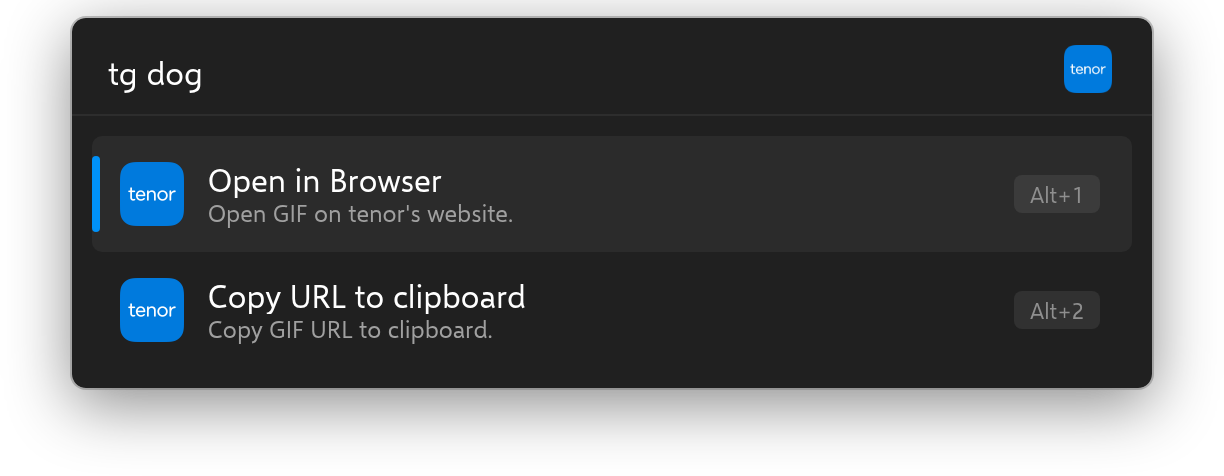 tg dog
tenor
tenor
Open in Browser
Open GIF on tenor's website.
Alt+1
tenor
Copy URL to clipboard
Copy GIF URL to clipboard.
Alt+2